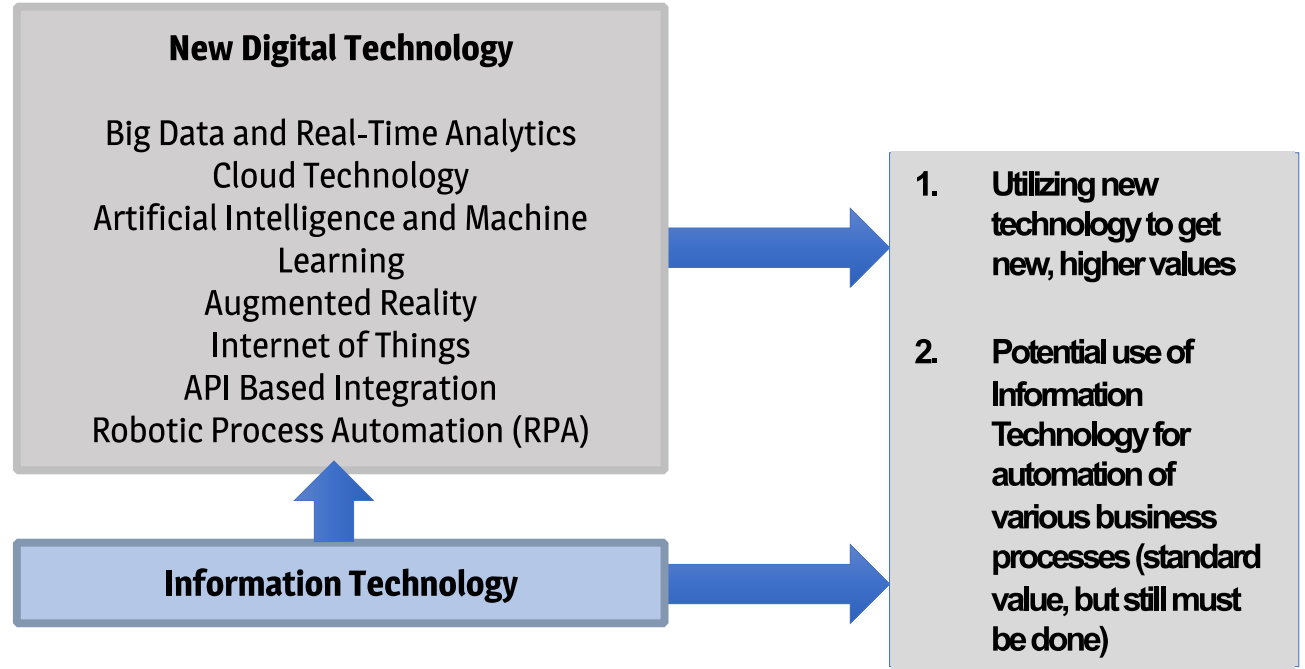 New Digital Technology
Big Data and Real-Time Analytics
Cloud Technology
Artificial Intelligence and Machine
Learning
Augmented Reality
Internet of Things
API Based Integration
Robotic Process Automation (RPA)
Information Technology
1. Utilizing new
technology to get
new, higher values
2. Potential use of
Information
Technology for
automation of
various business
processes (standard
value, but still must
be done)